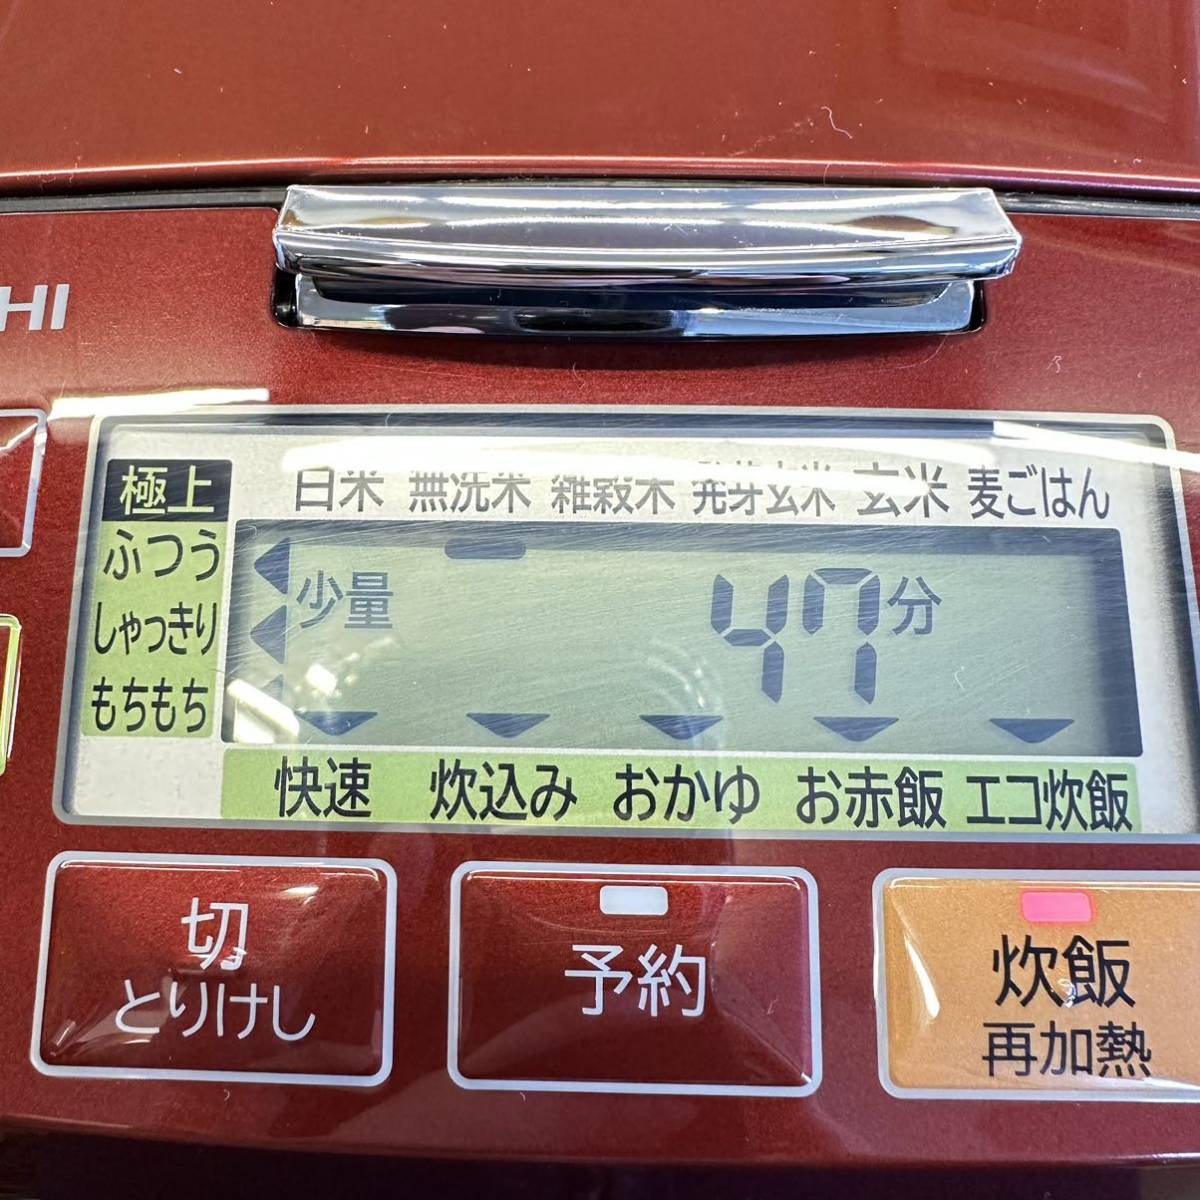 HI
極上 白米 無洗米 雑穀米 発芽玄米 玄米 麦ごはん
ふつう
しゃっきり
もちもち
少量 47分
快速 炊込み おかゆ お赤飯 エコ炊飯
切 予約 炊飯
とりけし 再加熱